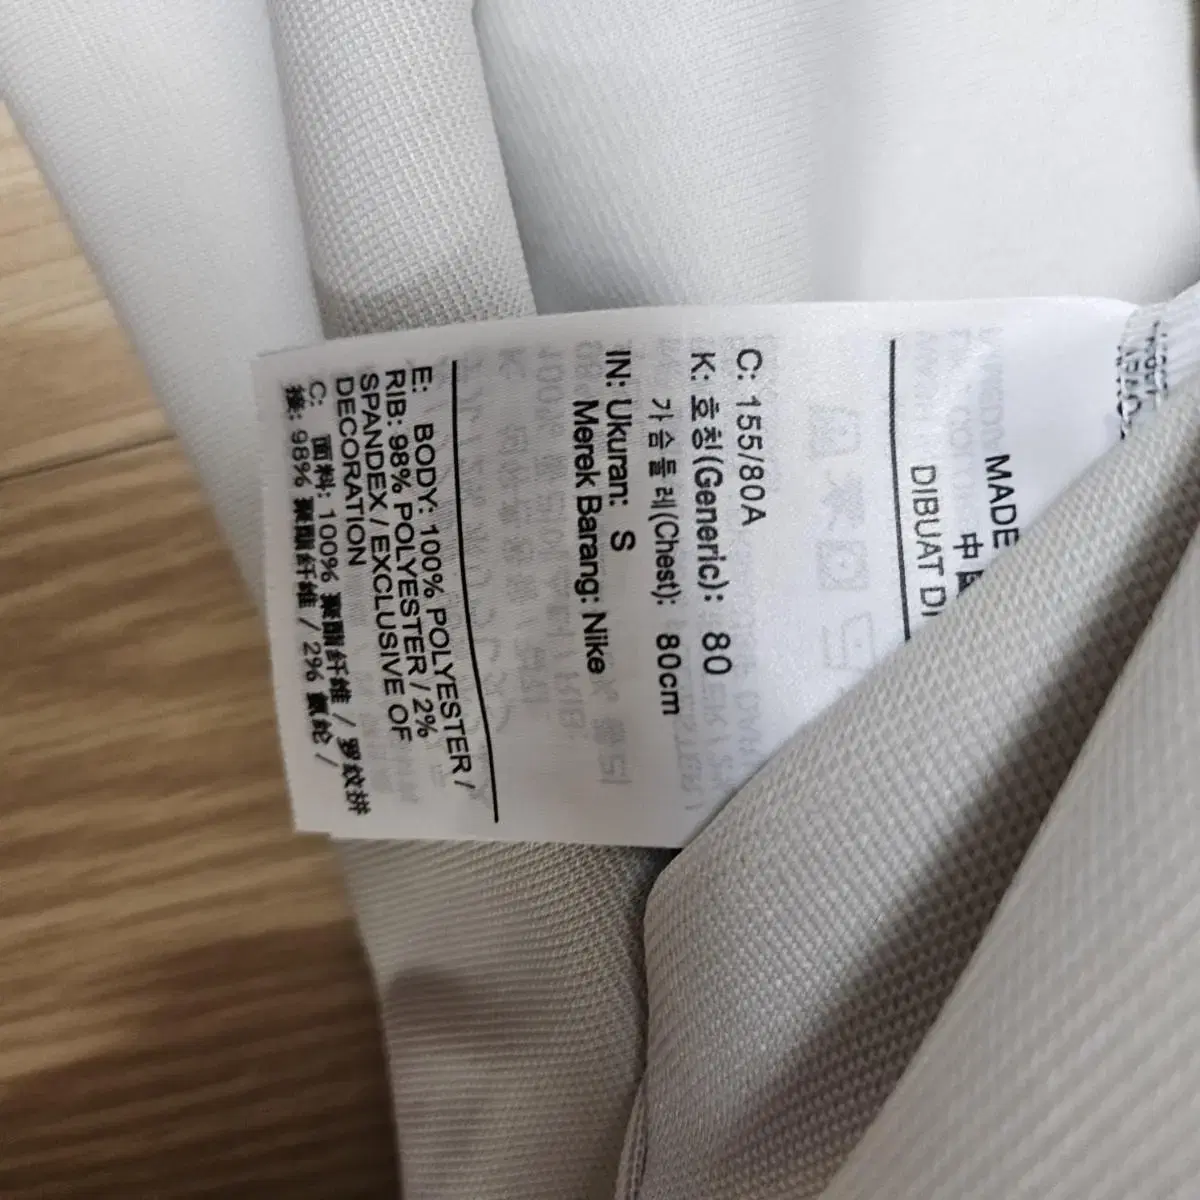 MADE
中
DIBUAT DI
C: 155/80A
K: 호칭(Generic): 80
가슴둘레(Chest): 80cm
IN: Ukuran: S
Merek Barang: Nike
E: BODY: 100% POLYESTER /
RIB: 98% POLYESTER / 2%
SPANDEX / EXCLUSIVE OF
DECORATION
C: 面料: 100% 聚酯纤维 / 罗纹拼
接: 98% 聚酯纤维 / 2% 氨纶 /